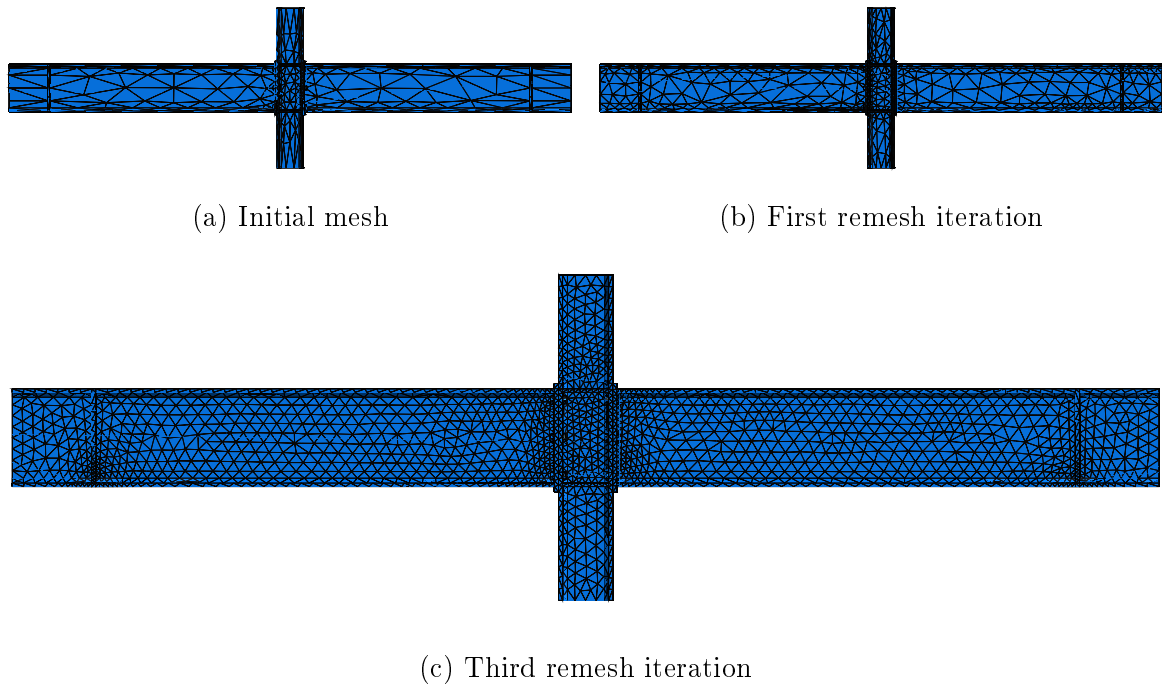 (a) Initial mesh
(b) First remesh iteration
(c) Third remesh iteration